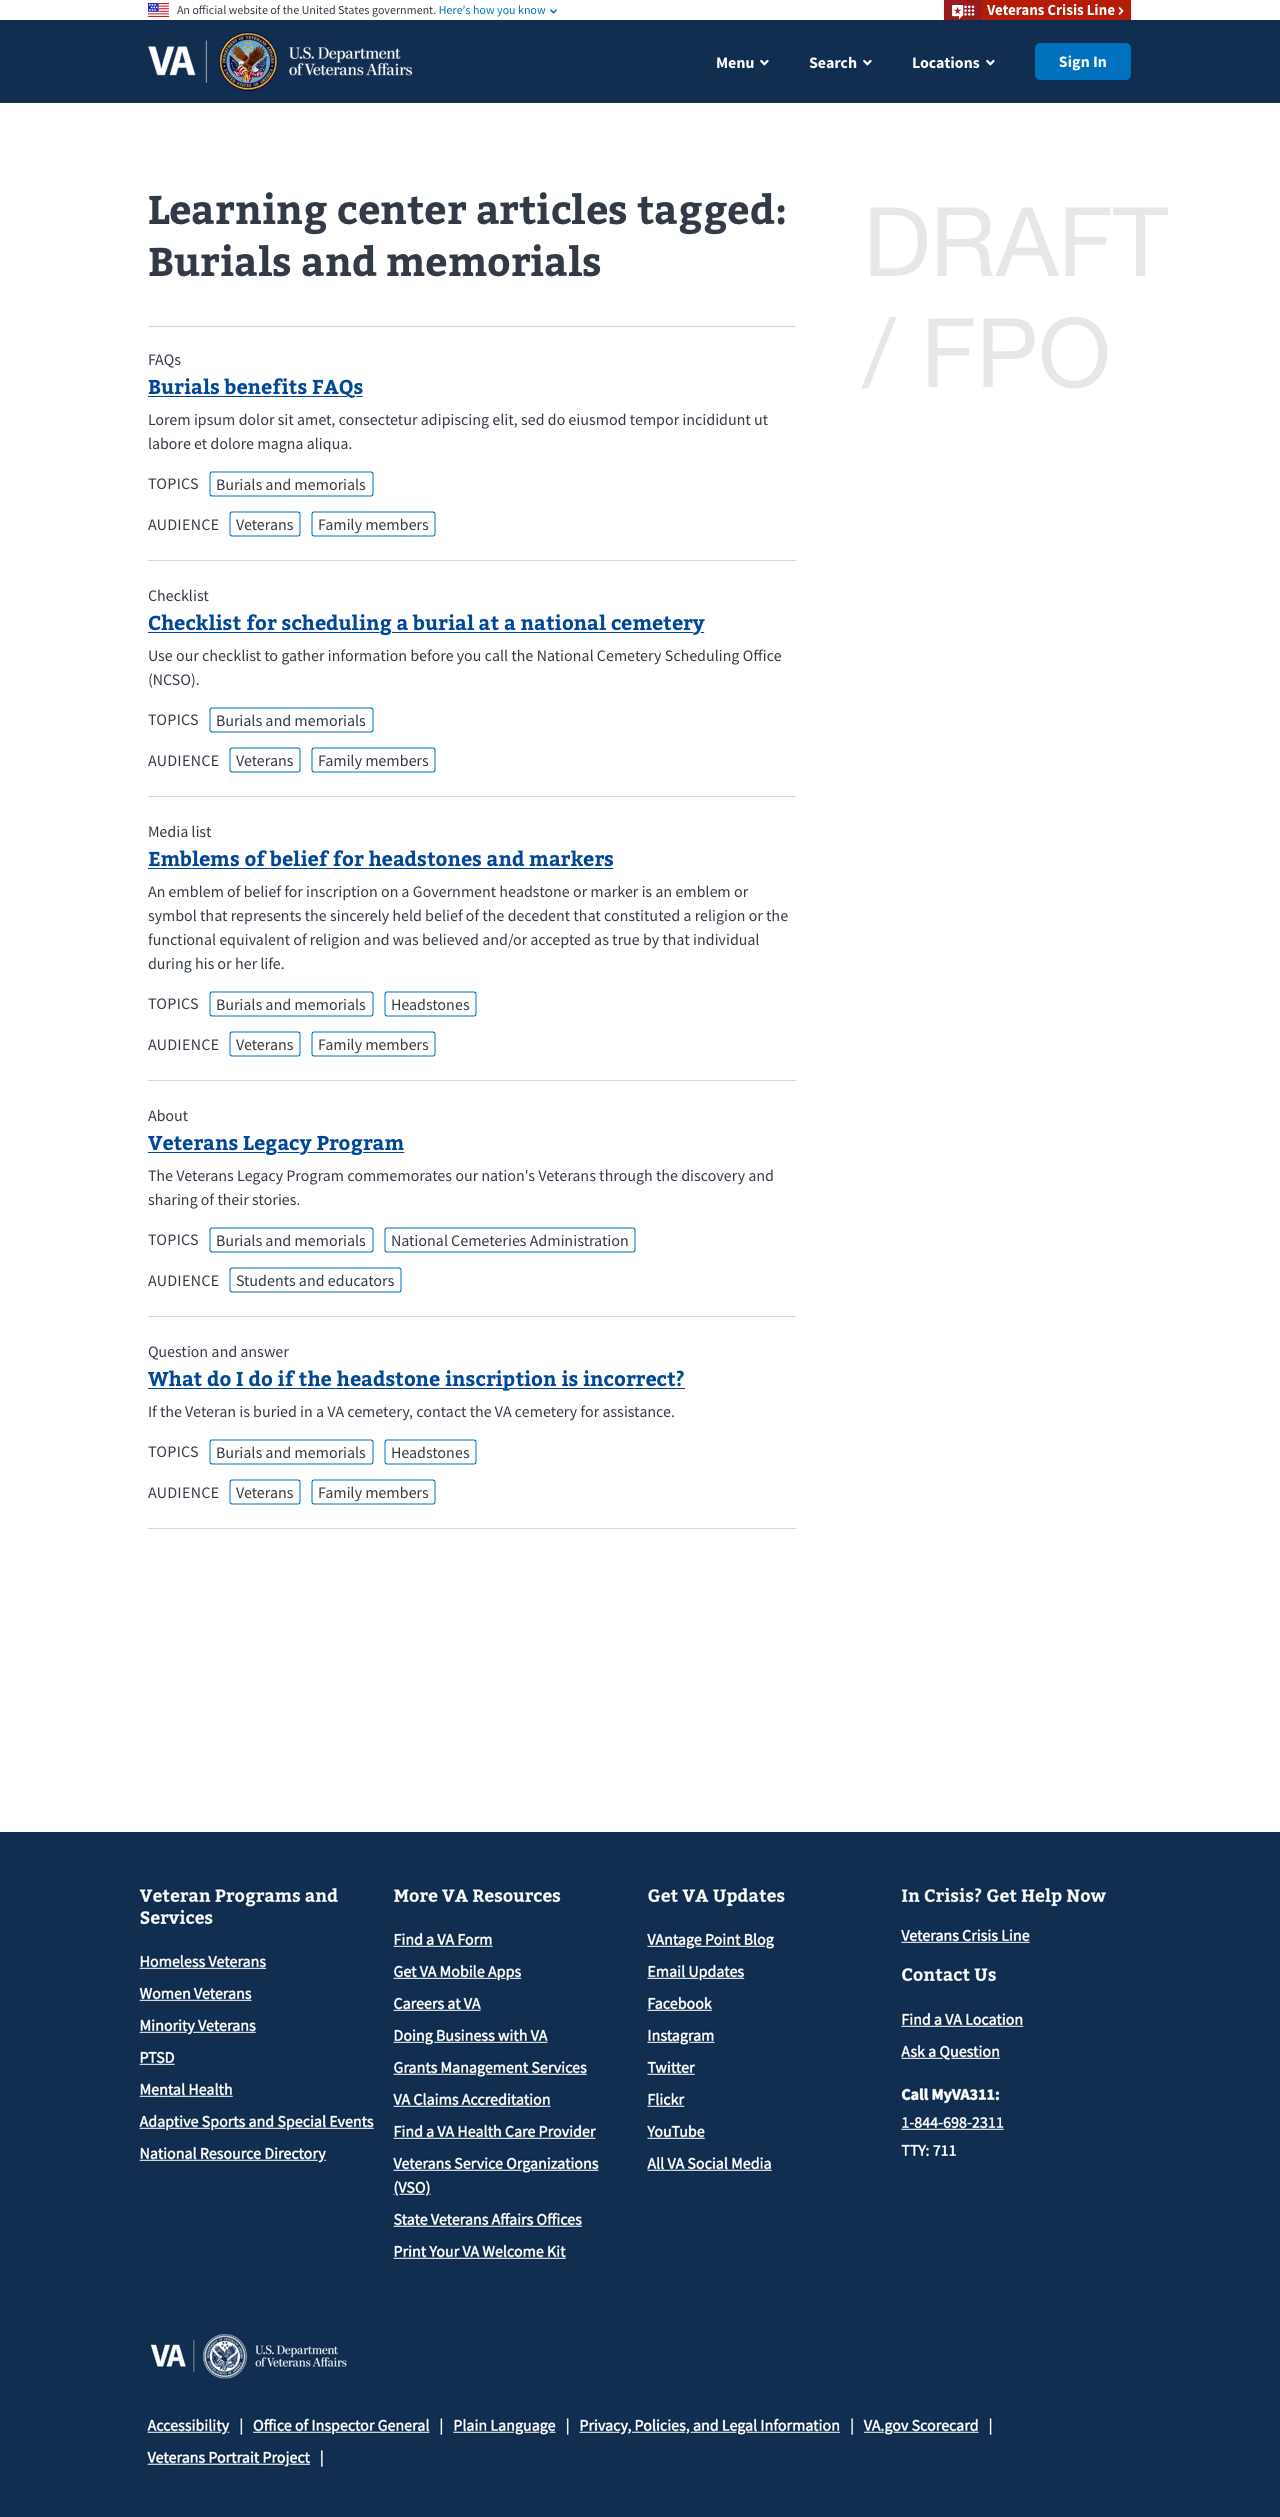 An official website of the United States government. Here's how you know
Veterans Crisis Line
VA
U.S. Department
of Veterans Affairs
Menu
Search
Locations
Sign In
Learning center articles tagged:
Burials and memorials
DRAFT
/ FPO
FAQs
Burials benefits FAQs
Lorem ipsum dolor sit amet, consectetur adipiscing elit, sed do eiusmod tempor incididunt ut
labore et dolore magna aliqua.
TOPICS Burials and memorials
AUDIENCE Veterans Family members
Checklist
Checklist for scheduling a burial at a national cemetery
Use our checklist to gather information before you call the National Cemetery Scheduling Office
(NCSO).
TOPICS Burials and memorials
AUDIENCE Veterans Family members
Media list
Emblems of belief for headstones and markers
An emblem of belief for inscription on a Government headstone or marker is an emblem or
symbol that represents the sincerely held belief of the decedent that constituted a religion or the
functional equivalent of religion and was believed and/or accepted as true by that individual
during his or her life.
TOPICS Burials and memorials Headstones
AUDIENCE Veterans Family members
About
Veterans Legacy Program
The Veterans Legacy Program commemorates our nation's Veterans through the discovery and
sharing of their stories.
TOPICS Burials and memorials National Cemeteries Administration
AUDIENCE Students and educators
Question and answer
What do I do if the headstone inscription is incorrect?
If the Veteran is buried in a VA cemetery, contact the VA cemetery for assistance.
TOPICS Burials and memorials Headstones
AUDIENCE Veterans Family members
Veteran Programs and
Services
Homeless Veterans
Women Veterans
Minority Veterans
PTSD
Mental Health
Adaptive Sports and Special Events
National Resource Directory
More VA Resources
Find a VA Form
Get VA Mobile Apps
Careers at VA
Doing Business with VA
Grants Management Services
VA Claims Accreditation
Find a VA Health Care Provider
Veterans Service Organizations
(VSO)
State Veterans Affairs Offices
Print Your VA Welcome Kit
Get VA Updates
VAntage Point Blog
Email Updates
Facebook
Instagram
Twitter
Flickr
YouTube
All VA Social Media
In Crisis? Get Help Now
Veterans Crisis Line
Contact Us
Find a VA Location
Ask a Question
Call MyVA311:
1-844-698-2311
TTY: 711
VA
U.S. Department
of Veterans Affairs
Accessibility | Office of Inspector General | Plain Language | Privacy, Policies, and Legal Information | VA.gov Scorecard |
Veterans Portrait Project |